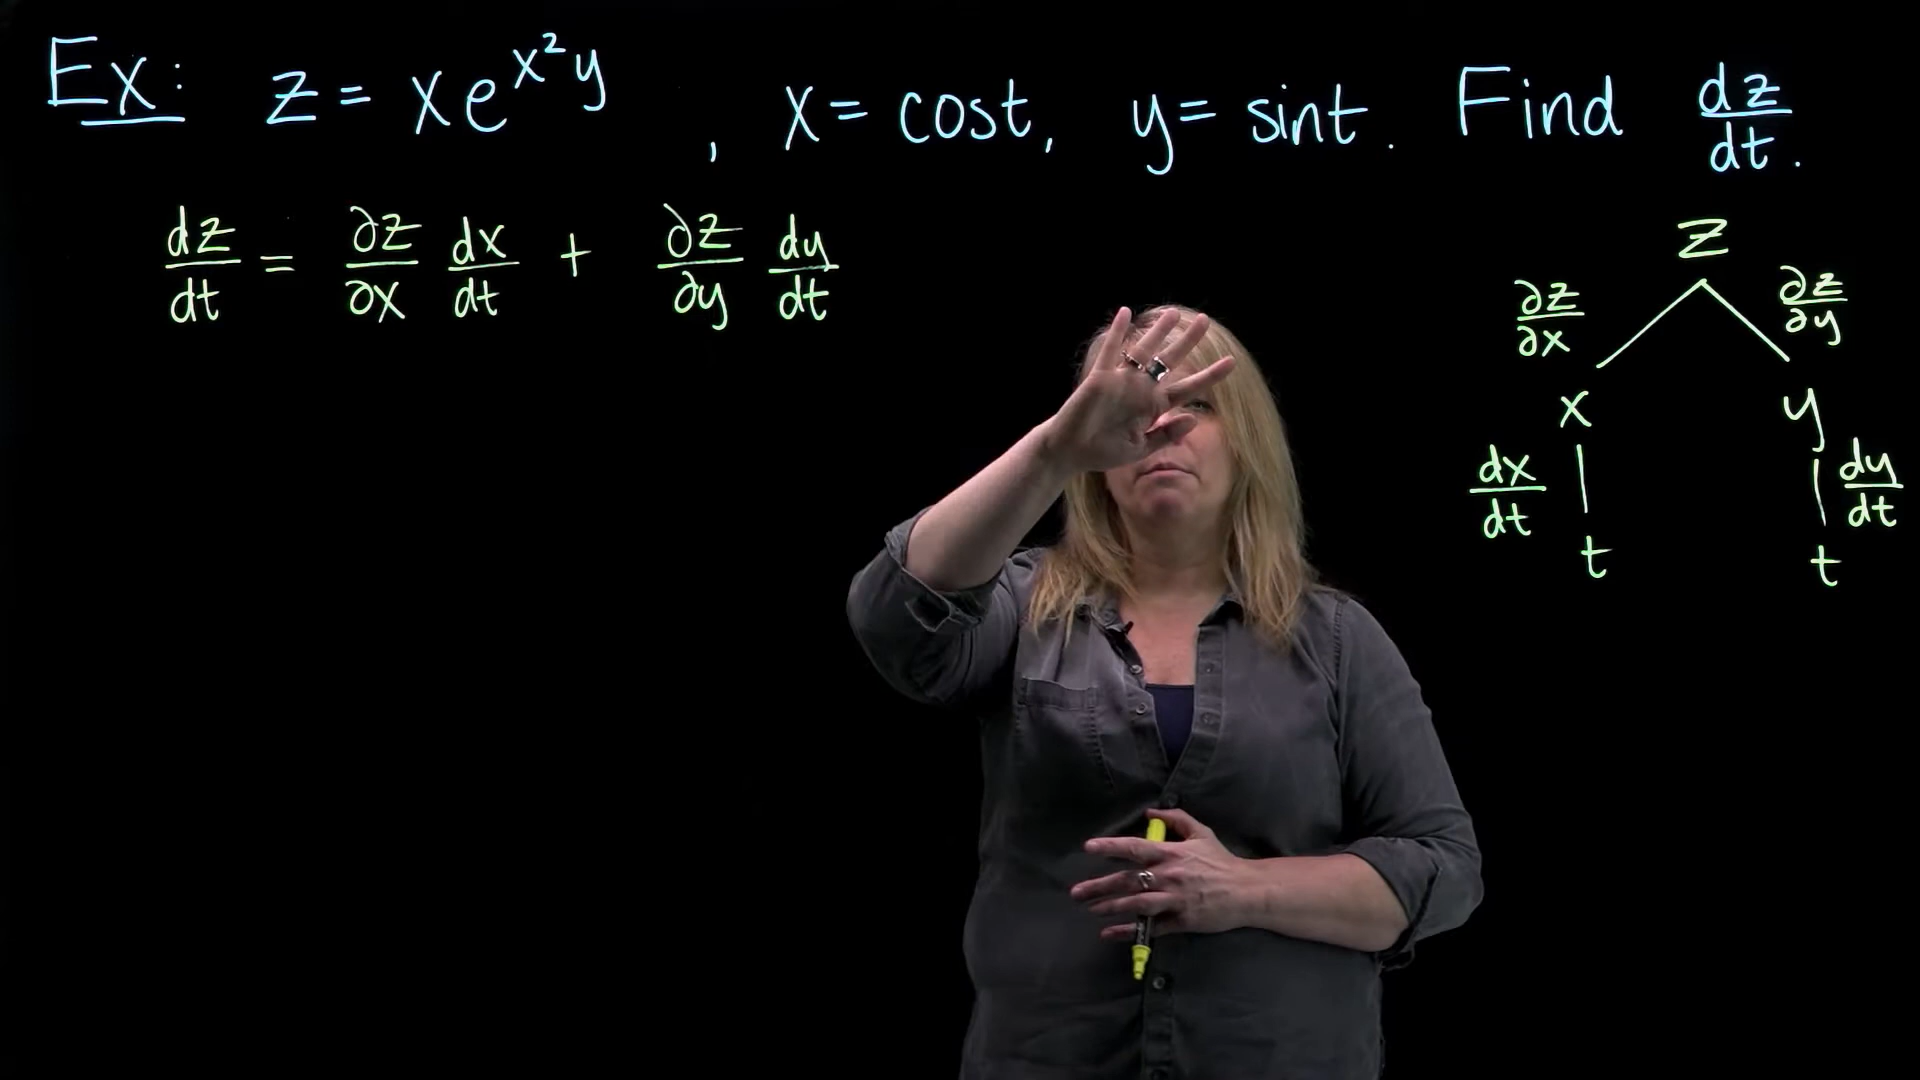 Ex: z = xe^{x²y} , x = cost, y = sint. Find dz/dt.
dz/dt = ∂z/∂x dx/dt + ∂z/∂y dy/dt
z
∂z/∂x ∂z/∂y
x y
dx/dt dy/dt
t t